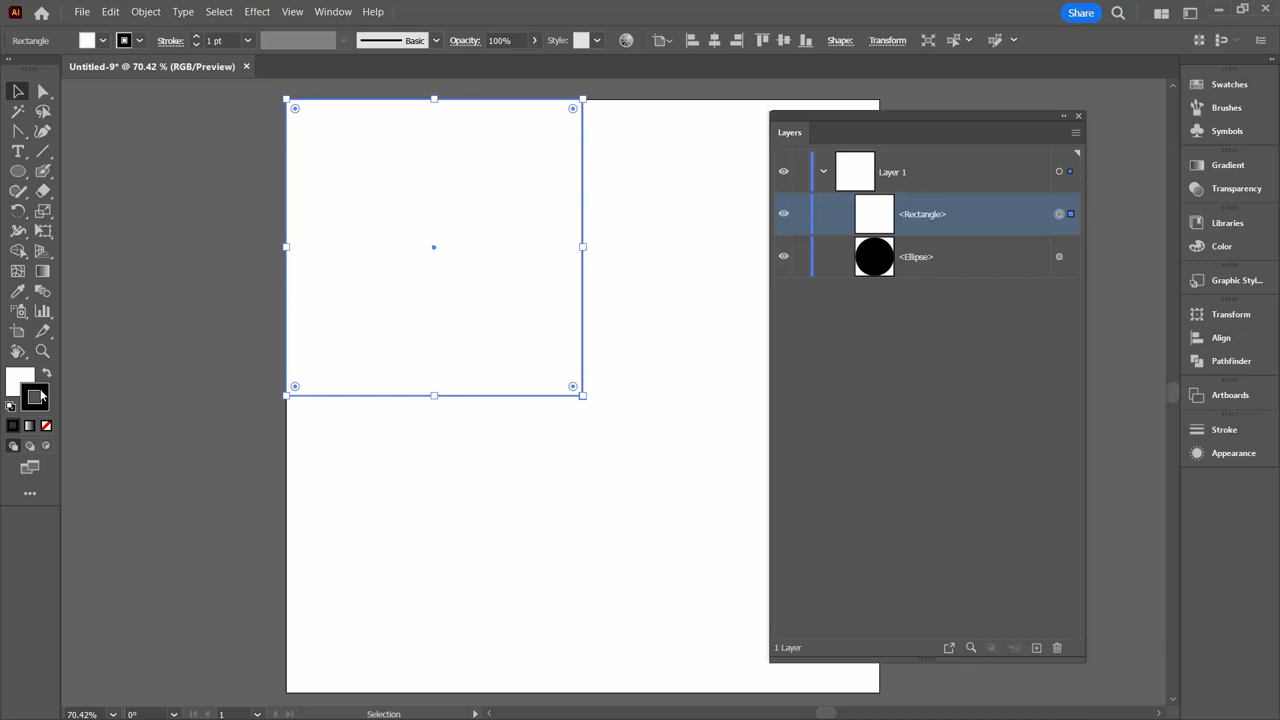 Ai File Edit Object Type Select Effect View Window Help Share
Rectangle Stroke: 1 pt Basic Opacity: 100% Style: Shape: Transform
Untitled-9* @ 70.42 % (RGB/Preview)
Layers
Layer 1
<Rectangle>
<Ellipse>
1 Layer
Swatches
Brushes
Symbols
Gradient
Transparency
Libraries
Color
Graphic Styl...
Transform
Align
Pathfinder
Artboards
Stroke
Appearance
70.42% 0° 1 Selection